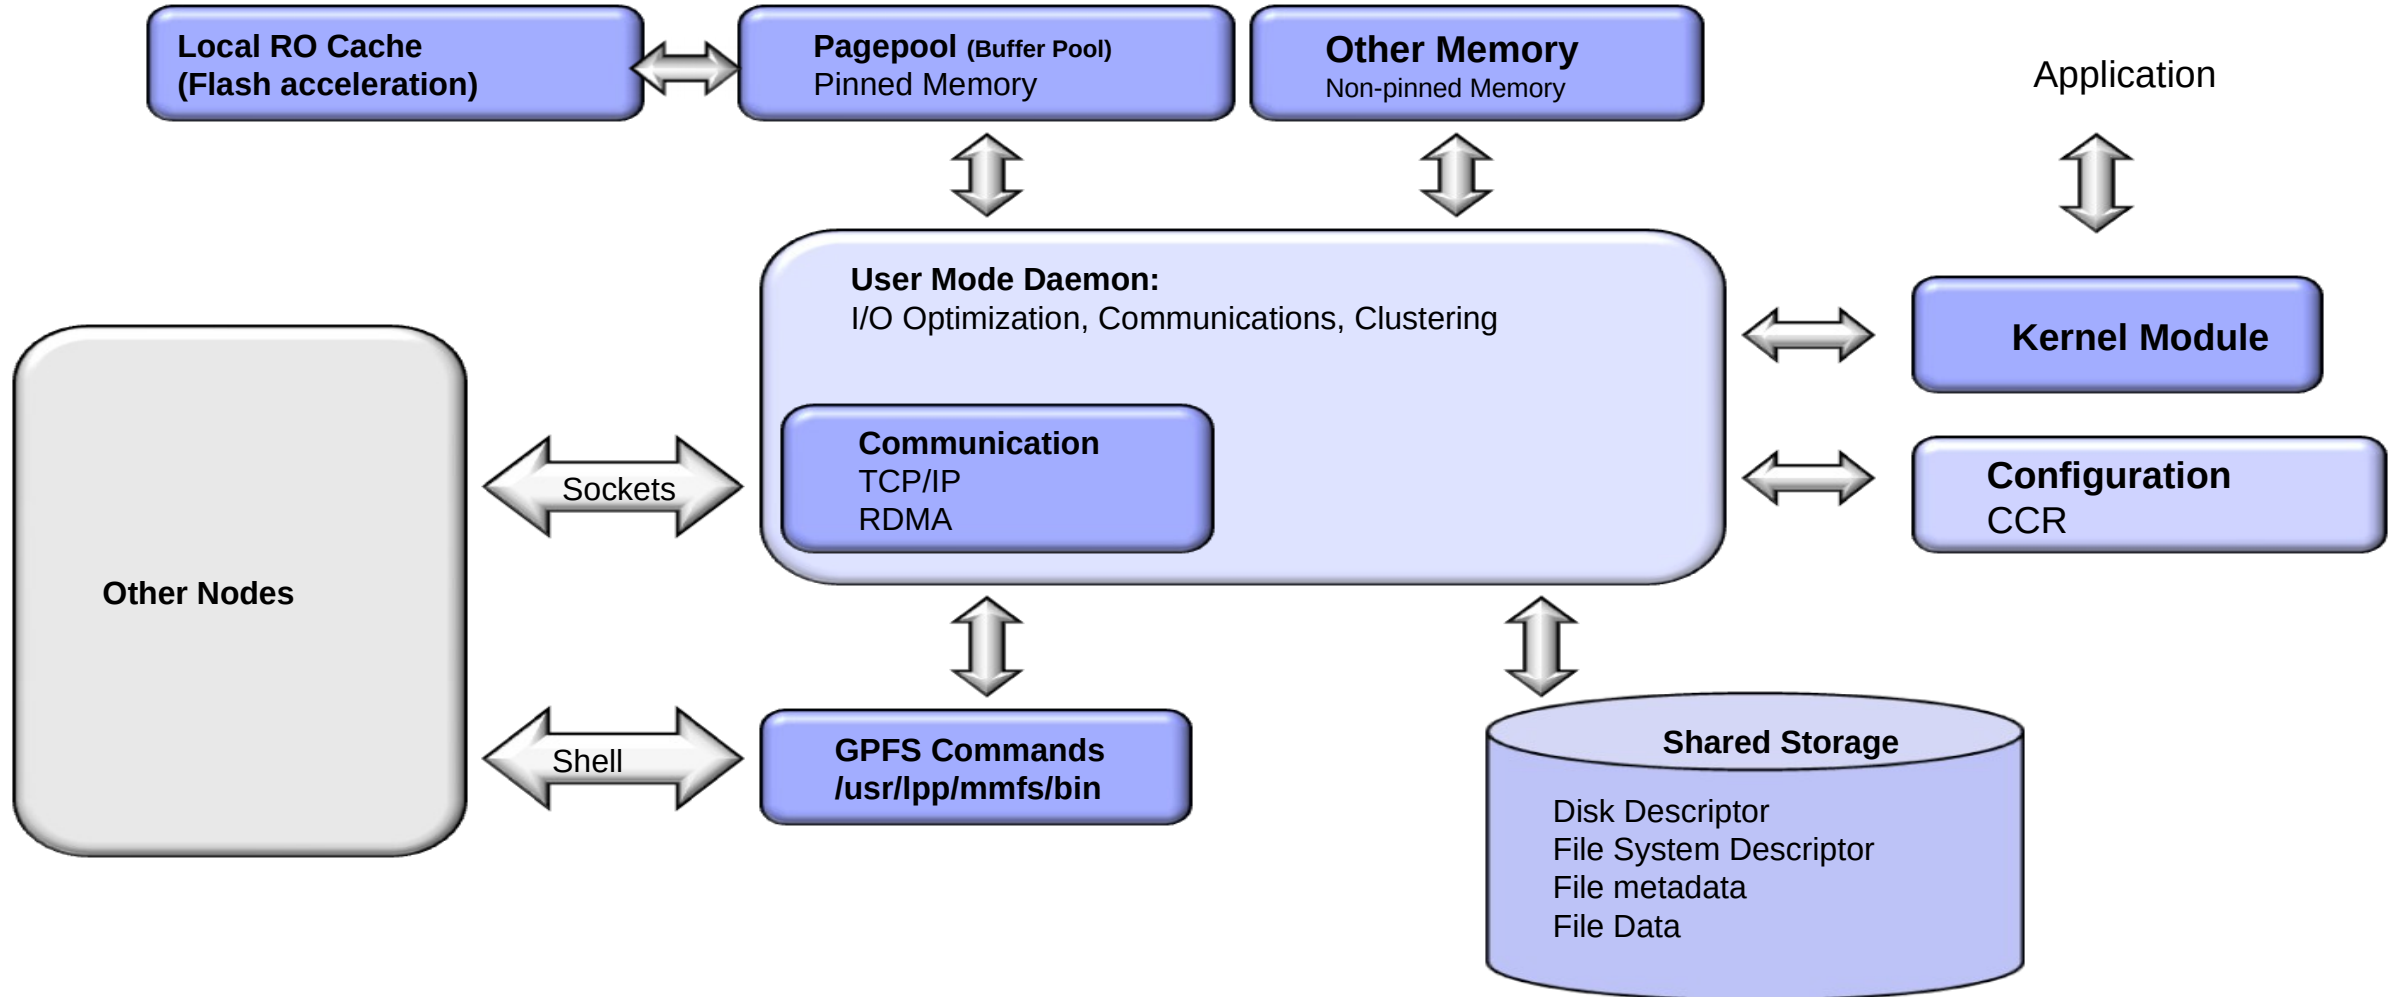 Local RO Cache
(Flash acceleration)
Pagepool (Buffer Pool)
Pinned Memory
Other Memory
Non-pinned Memory
Application
User Mode Daemon:
I/O Optimization, Communications, Clustering
Kernel Module
Communication
TCP/IP
RDMA
Configuration
CCR
Sockets
Other Nodes
Shell
GPFS Commands
/usr/lpp/mmfs/bin
Shared Storage
Disk Descriptor
File System Descriptor
File metadata
File Data